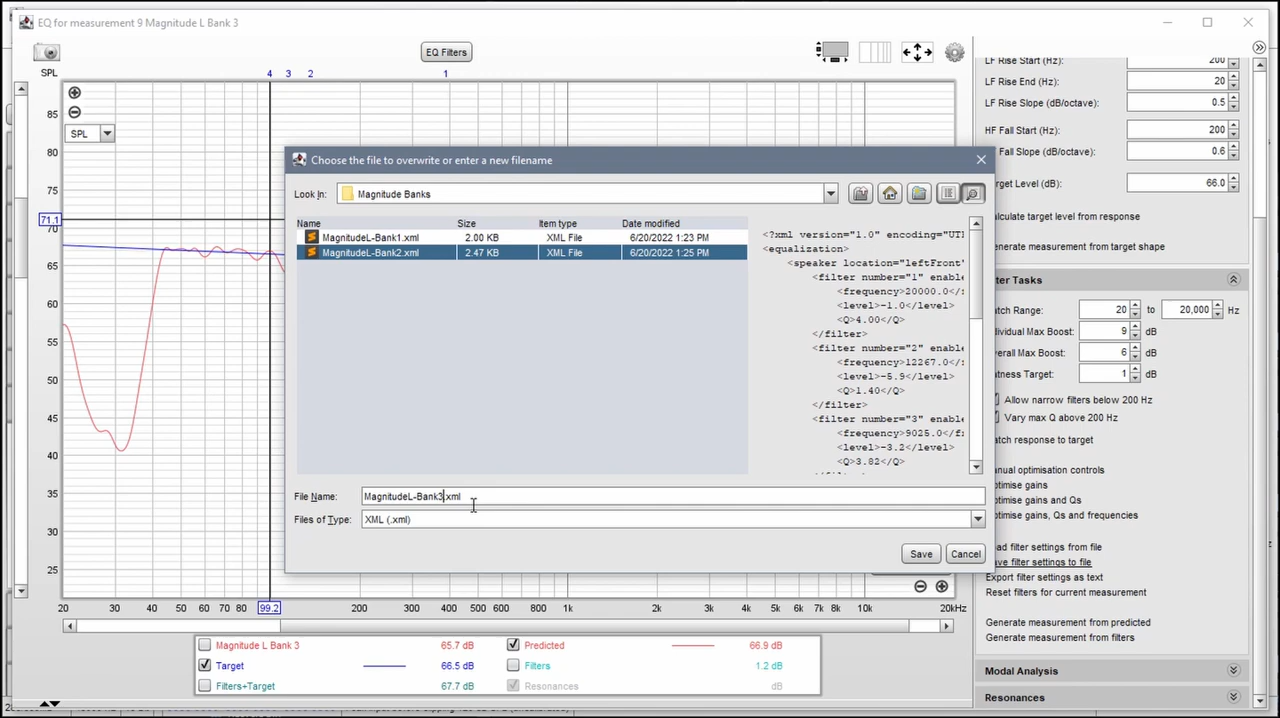 EQ for measurement 9 Magnitude L Bank 3
EQ Filters
SPL
4 3 2 1
SPL
85
80
75
71.1
70
65
60
55
50
45
40
35
30
25
20 30 40 50 60 70 80 99.2 200 300 400 500 600 800 1k 2k 3k 4k 5k 6k 7k 8k 10k 20kHz
Magnitude L Bank 3 65.7 dB
Predicted 66.9 dB
Target 66.5 dB
Filters 1.2 dB
Filters+Target 67.7 dB
Resonances dB
Choose the file to overwrite or enter a new filename
Look In: Magnitude Banks
Name Size Item type Date modified
MagnitudeL-Bank1.xml 2.00 KB XML File 6/20/2022 1:23 PM
MagnitudeL-Bank2.xml 2.47 KB XML File 6/20/2022 1:25 PM
<?xml version="1.0" encoding="UTF
<equalization>
<speaker location="leftFront"
<filter number="1" enable
<frequency>20000.0</f
<level>-1.0</level>
<Q>4.00</Q>
</filter>
<filter number="2" enable
<frequency>12267.0</f
<level>-5.9</level>
<Q>1.40</Q>
</filter>
<filter number="3" enable
<frequency>9025.0</fr
<level>-3.2</level>
<Q>3.82</Q>
File Name: MagnitudeL-Bank3.xml
Files of Type: XML (.xml)
Save Cancel
LF Rise Start (Hz): 200
LF Rise End (Hz): 20
LF Rise Slope (dB/octave): 0.5
HF Fall Start (Hz): 200
Fall Slope (dB/octave): 0.6
arget Level (dB): 66.0
alculate target level from response
enerate measurement from target shape
lter Tasks
atch Range: 20 to 20,000 Hz
ndividual Max Boost: 9 dB
verall Max Boost: 6 dB
atness Target: 1 dB
Allow narrow filters below 200 Hz
Vary max Q above 200 Hz
atch response to target
anual optimisation controls
ptimise gains
ptimise gains and Qs
ptimise gains, Qs and frequencies
oad filter settings from file
ave filter settings to file
Export filter settings as text
Reset filters for current measurement
Generate measurement from predicted
Generate measurement from filters
Modal Analysis
Resonances